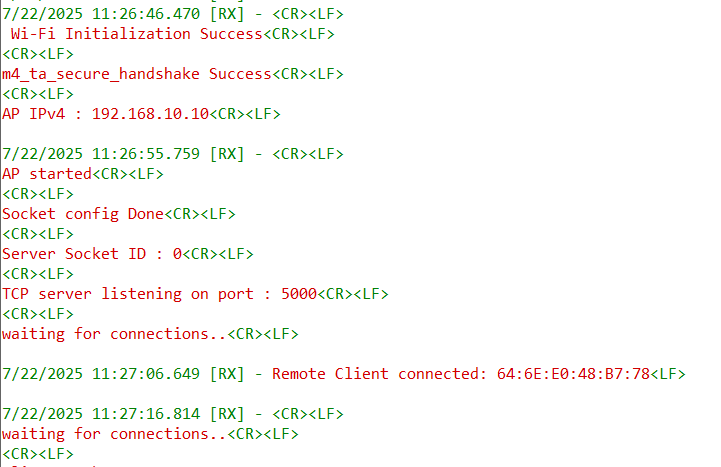 7/22/2025 11:26:46.470 [RX] - <CR><LF>
 Wi-Fi Initialization Success<CR><LF>
<CR><LF>
m4_ta_secure_handshake Success<CR><LF>
<CR><LF>
AP IPv4 : 192.168.10.10<CR><LF>

7/22/2025 11:26:55.759 [RX] - <CR><LF>
AP started<CR><LF>
<CR><LF>
Socket config Done<CR><LF>
<CR><LF>
Server Socket ID : 0<CR><LF>
<CR><LF>
TCP server listening on port : 5000<CR><LF>
<CR><LF>
waiting for connections..<CR><LF>

7/22/2025 11:27:06.649 [RX] - Remote Client connected: 64:6E:E0:48:B7:78<LF>

7/22/2025 11:27:16.814 [RX] - <CR><LF>
waiting for connections..<CR><LF>
<CR><LF>